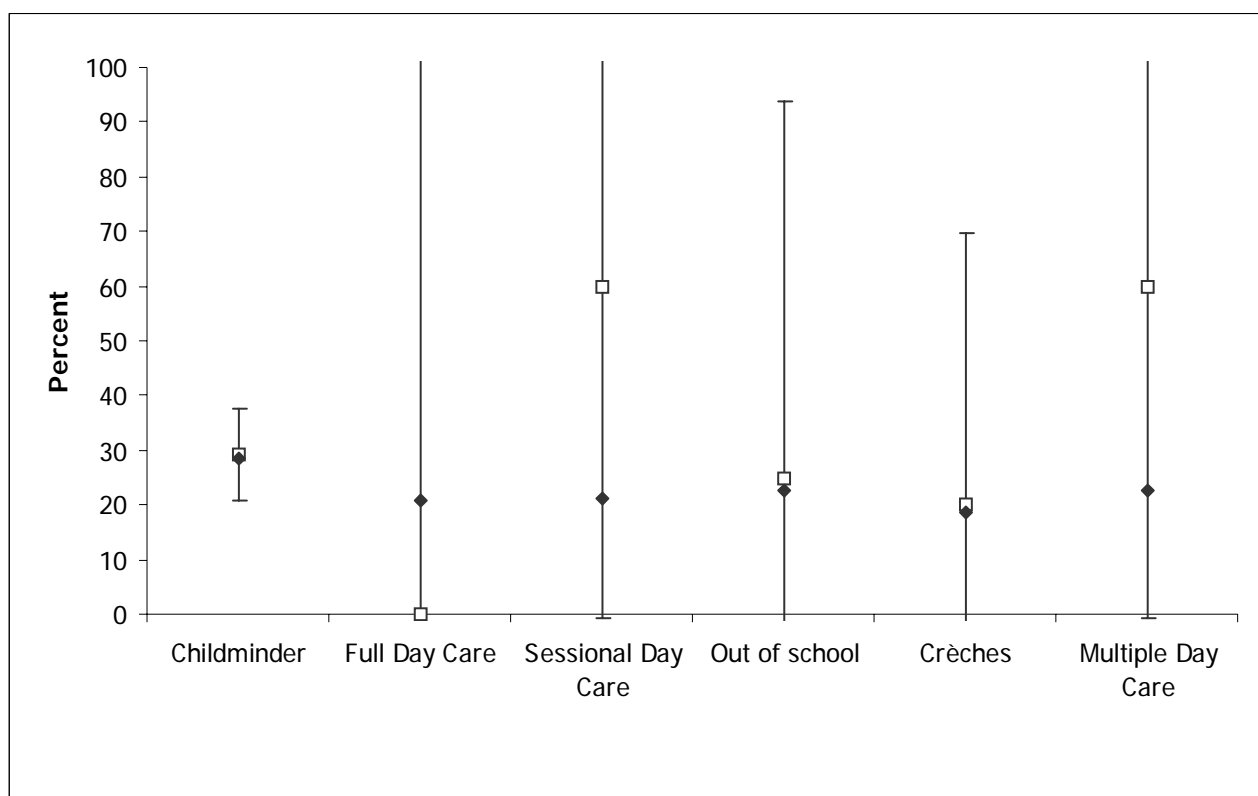 100
90
80
70
60
50
40
30
20
10
0
Percent
Childminder
Full Day Care
Sessional Day
Care
Out of school
Crèches
Multiple Day
Care